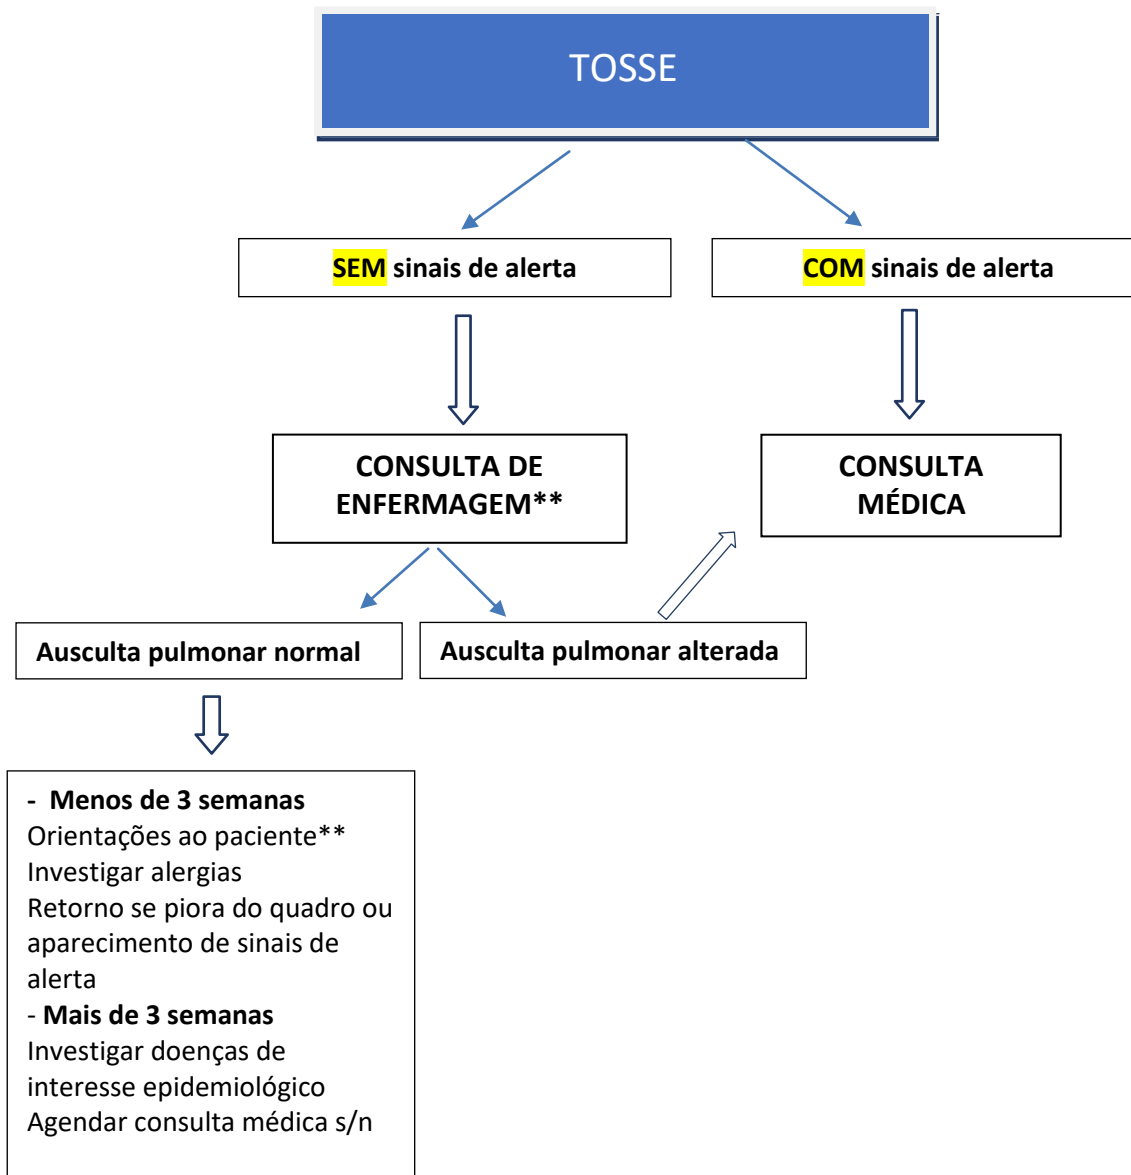 TOSSE
SEM sinais de alerta
COM sinais de alerta
CONSULTA DE
ENFERMAGEM**
CONSULTA
MÉDICA
Ausculta pulmonar normal
Ausculta pulmonar alterada
- Menos de 3 semanas
Orientações ao paciente**
Investigar alergias
Retorno se piora do quadro ou
aparecimento de sinais de
alerta
- Mais de 3 semanas
Investigar doenças de
interesse epidemiológico
Agendar consulta médica s/n